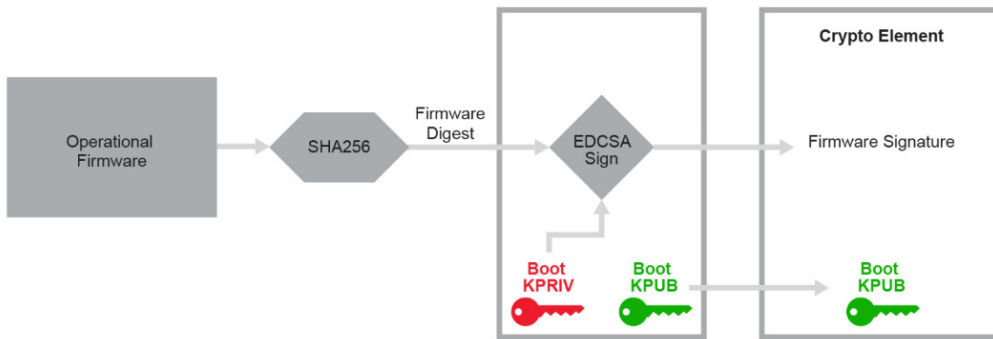 Crypto Element
Operational
Firmware
SHA256
Firmware
Digest
EDCSA
Sign
Firmware Signature
Boot
KPRIV
Boot
KPUB
Boot
KPUB